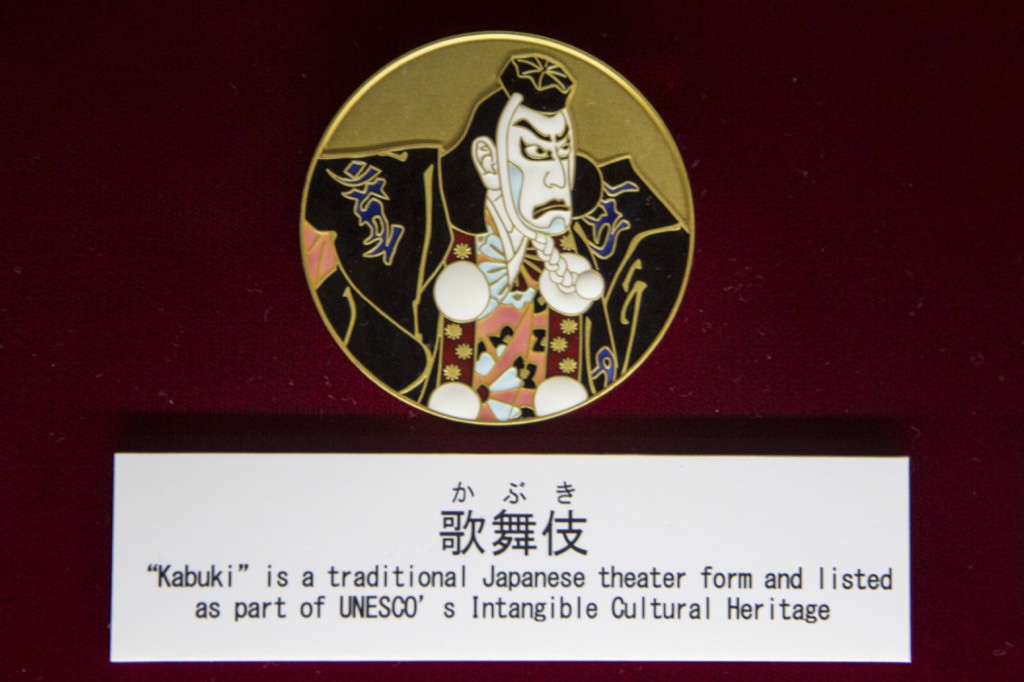 かぶき
歌舞伎
“Kabuki” is a traditional Japanese theater form and listed
as part of UNESCO’s Intangible Cultural Heritage